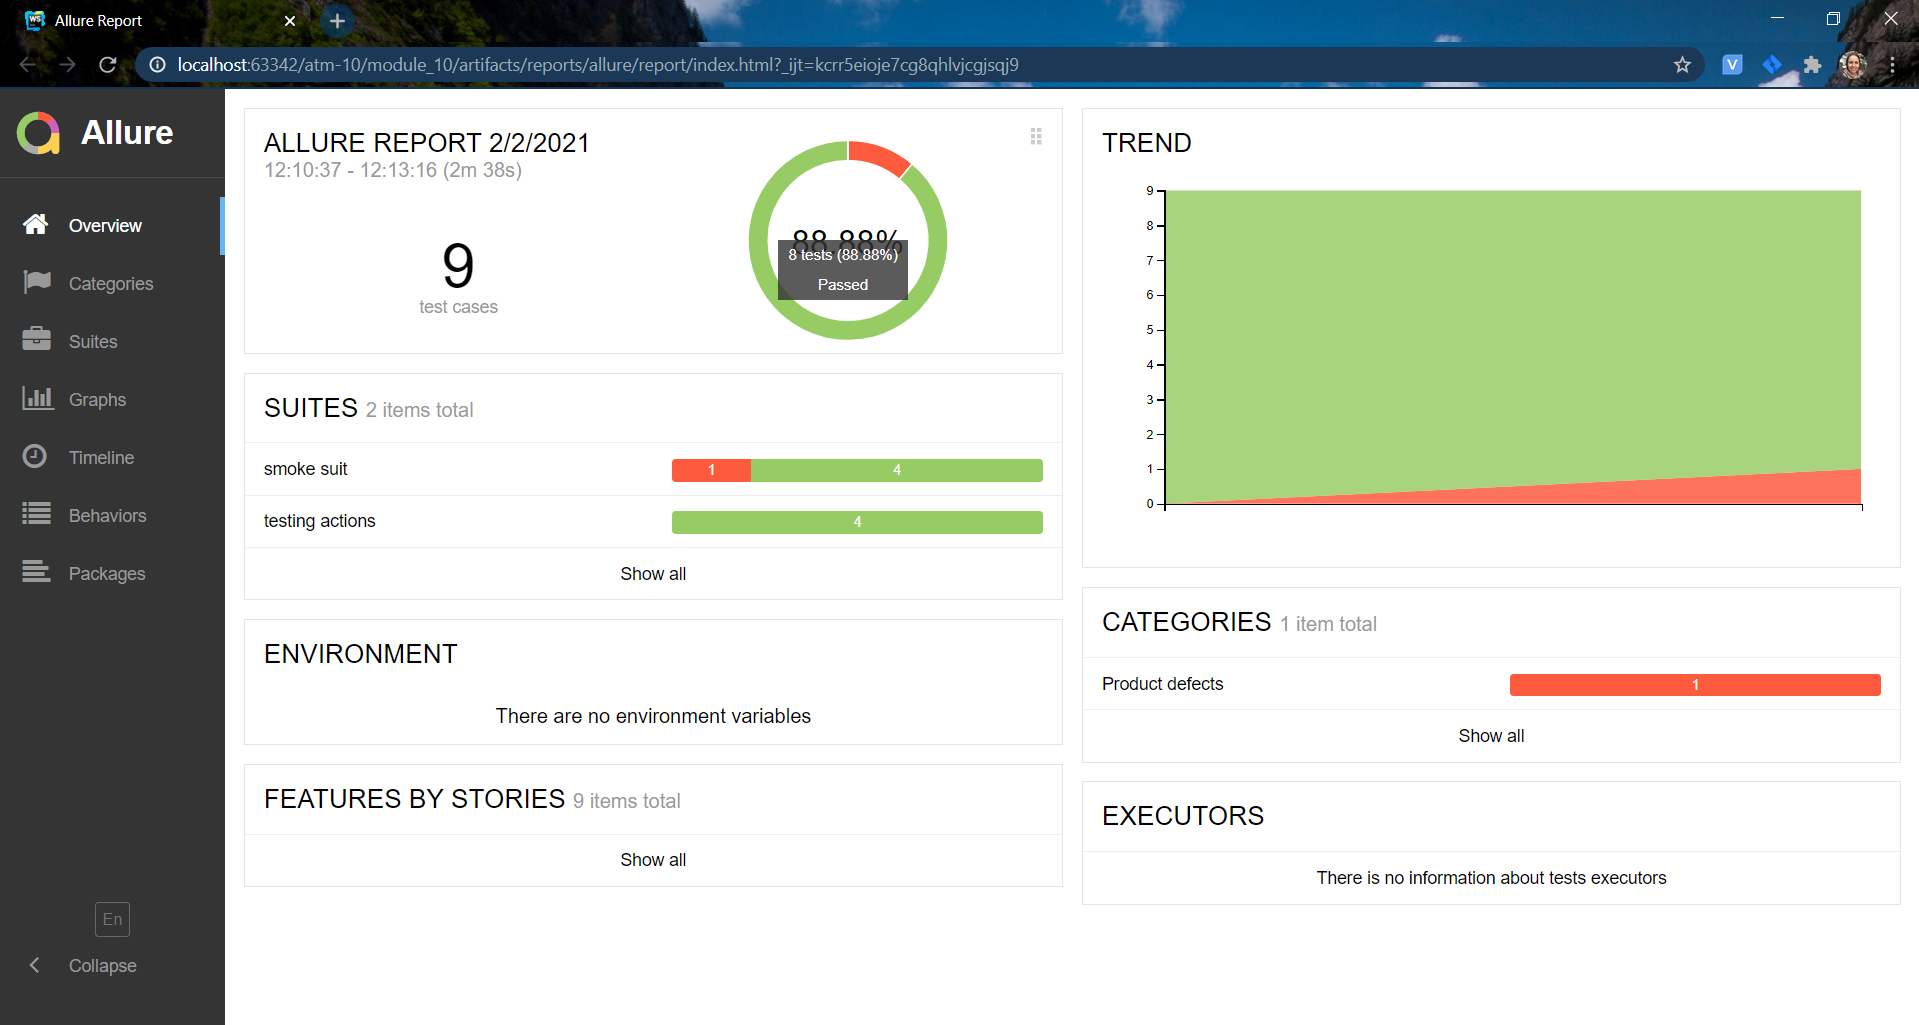 Allure Report
localhost:63342/atm-10/module_10/artifacts/reports/allure/report/index.html?_ijt=kcrr5eioje7cg8qhlvjcgjsqj9
Allure
Overview
Categories
Suites
Graphs
Timeline
Behaviors
Packages
En
Collapse
ALLURE REPORT 2/2/2021
12:10:37 - 12:13:16 (2m 38s)
9
test cases
88.88%
8 tests (88.88%)
Passed
SUITES 2 items total
smoke suit 1 4
testing actions 4
Show all
ENVIRONMENT
There are no environment variables
FEATURES BY STORIES 9 items total
Show all
TREND
9
8
7
6
5
4
3
2
1
0
CATEGORIES 1 item total
Product defects 1
Show all
EXECUTORS
There is no information about tests executors